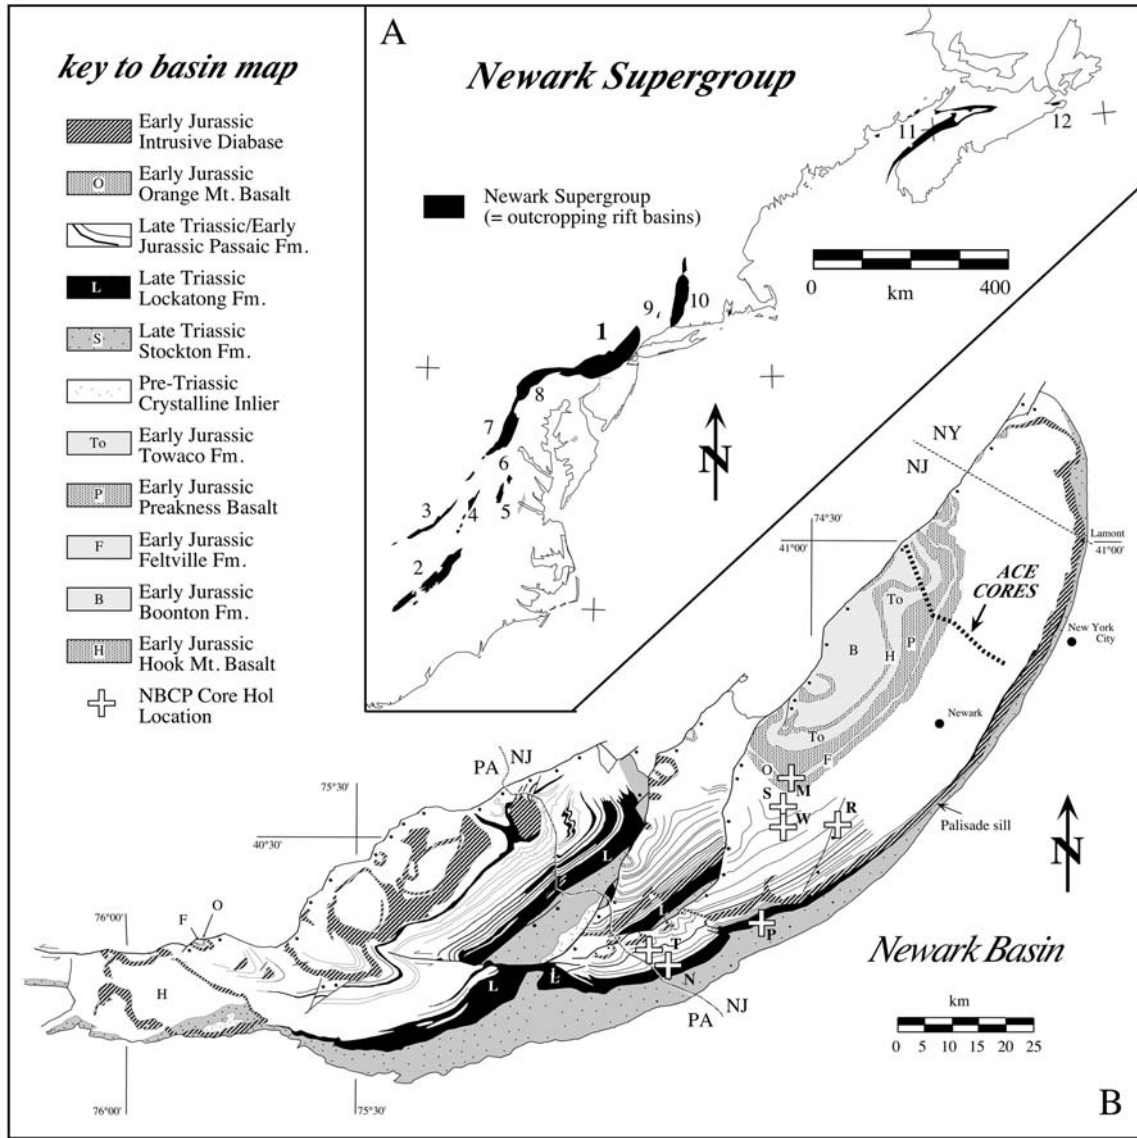 key to basin map
Early Jurassic
Intrusive Diabase
O
Early Jurassic
Orange Mt. Basalt
Late Triassic/Early
Jurassic Passaic Fm.
L
Late Triassic
Lockatong Fm.
S
Late Triassic
Stockton Fm.
Pre-Triassic
Crystalline Inlier
To
Early Jurassic
Towaco Fm.
P
Early Jurassic
Preakness Basalt
F
Early Jurassic
Feltville Fm.
B
Early Jurassic
Boonton Fm.
H
Early Jurassic
Hook Mt. Basalt
NBCP Core Hol
Location
A
Newark Supergroup
Newark Supergroup
(= outcropping rift basins)
11
12
0
km
400
9
10
1
8
7
6
3
4
5
2
N
NY
NJ
74°30'
41°00'
Lamont
41°00'
ACE
CORES
To
New York
City
B
H
P
Newark
To
F
O
M
S
W
R
Palisade sill
N
PA
NJ
75°30'
40°30'
L
L
76°00'
F
O
P
T
N
L
L
H
PA
NJ
Newark Basin
km
0 5 10 15 20 25
76°00'
75°30'
B